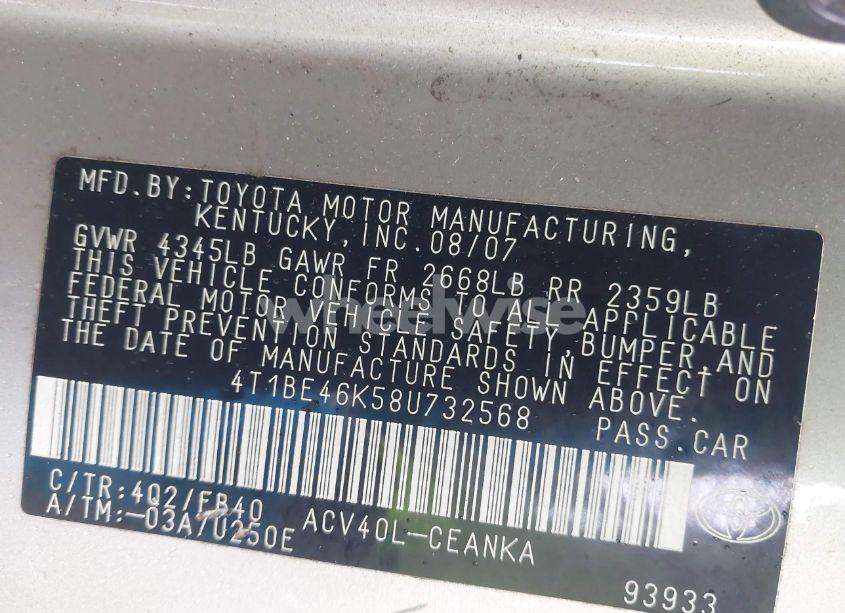 MFD.BY:TOYOTA MOTOR MANUFACTURING,
KENTUCKY,INC.08/07
GVWR 4345LB GAWR FR 2668LB RR 2359LB
THIS VEHICLE CONFORMS TO ALL APPLICABLE
FEDERAL MOTOR VEHICLE SAFETY,BUMPER,AND
THEFT PREVENTION STANDARDS IN EFFECT ON
THE DATE OF MANUFACTURE SHOWN ABOVE.
4T1BE46K58U732568 PASS.CAR
C/TR:4Q2/FB40
A/TM:-03A/U250E ACV40L-CEANKA
93933
wheelwise